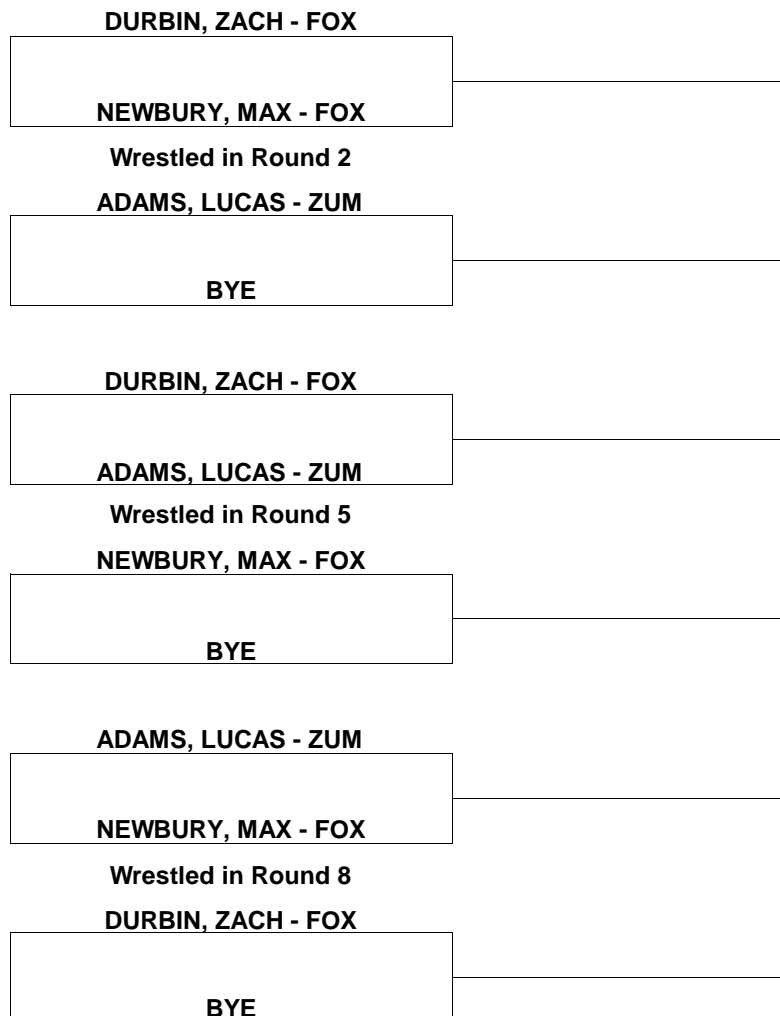 DURBIN, ZACH - FOX
NEWBURY, MAX - FOX
Wrestled in Round 2
ADAMS, LUCAS - ZUM
BYE
DURBIN, ZACH - FOX
ADAMS, LUCAS - ZUM
Wrestled in Round 5
NEWBURY, MAX - FOX
BYE
ADAMS, LUCAS - ZUM
NEWBURY, MAX - FOX
Wrestled in Round 8
DURBIN, ZACH - FOX
BYE